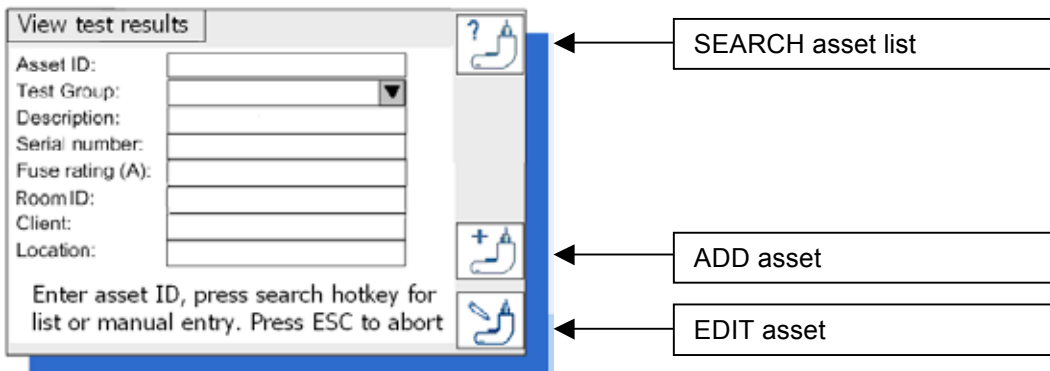 View test results
?
SEARCH asset list
Asset ID:
Test Group:
Description:
Serial number:
Fuse rating (A):
Room ID:
Client:
Location:
+
ADD asset
Enter asset ID, press search hotkey for
list or manual entry. Press ESC to abort
EDIT asset